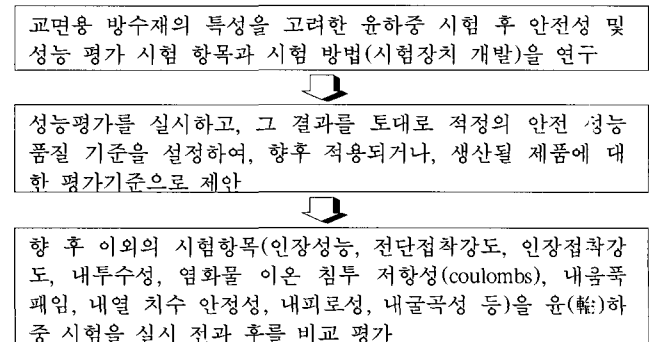 교면용 방수재의 특성을 고려한 윤하중 시험 후 안전성 및
성능 평가 시험 항목과 시험 방법(시험장치 개발)을 연구
성능평가를 실시하고, 그 결과를 토대로 적정의 안전 성능
품질 기준을 설정하여, 향후 적용되거나, 생산될 제품에 대
한 평가기준으로 제안
향 후 이외의 시험항목(인장성능, 전단접착강도, 인장접착강
도, 내투수성, 염화물 이온 침투 저항성(coulombs), 내움푹
패임, 내열 치수 안정성, 내피로성, 내굴곡성 등)을 윤(輪)하
중 시험을 실시 전과 후를 비교 평가